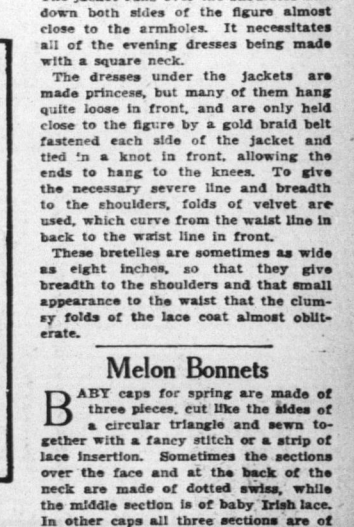 down both sides of the figure almost
close to the armholes. It necessitates
all of the evening dresses being made
with a square neck.
The dresses under the jackets are
made princess, but many of them hang
quite loose in front, and are only held
close to the figure by a gold braid belt
fastened each side of the jacket and
tied 'n a knot in front, allowing the
ends to hang to the knees. To give
the necessary severe line and breadth
to the shoulders, folds of velvet are
used, which curve from the waist line in
back to the waist line in front.
These bretelles are sometimes as wide
as eight inches, so that they give
breadth to the shoulders and that small
appearance to the waist that the clum-
sy folds of the lace coat almost oblit-
erate.
Melon Bonnets
BABY caps for spring are made of
three pieces, cut like the sides of
a circular triangle and sewn to-
gether with a fancy stitch or a strip of
lace insertion. Sometimes the sections
over the face and at the back of the
neck are made of dotted swiss, while
the middle section is of baby Irish lace.
In other caps all three sections are of